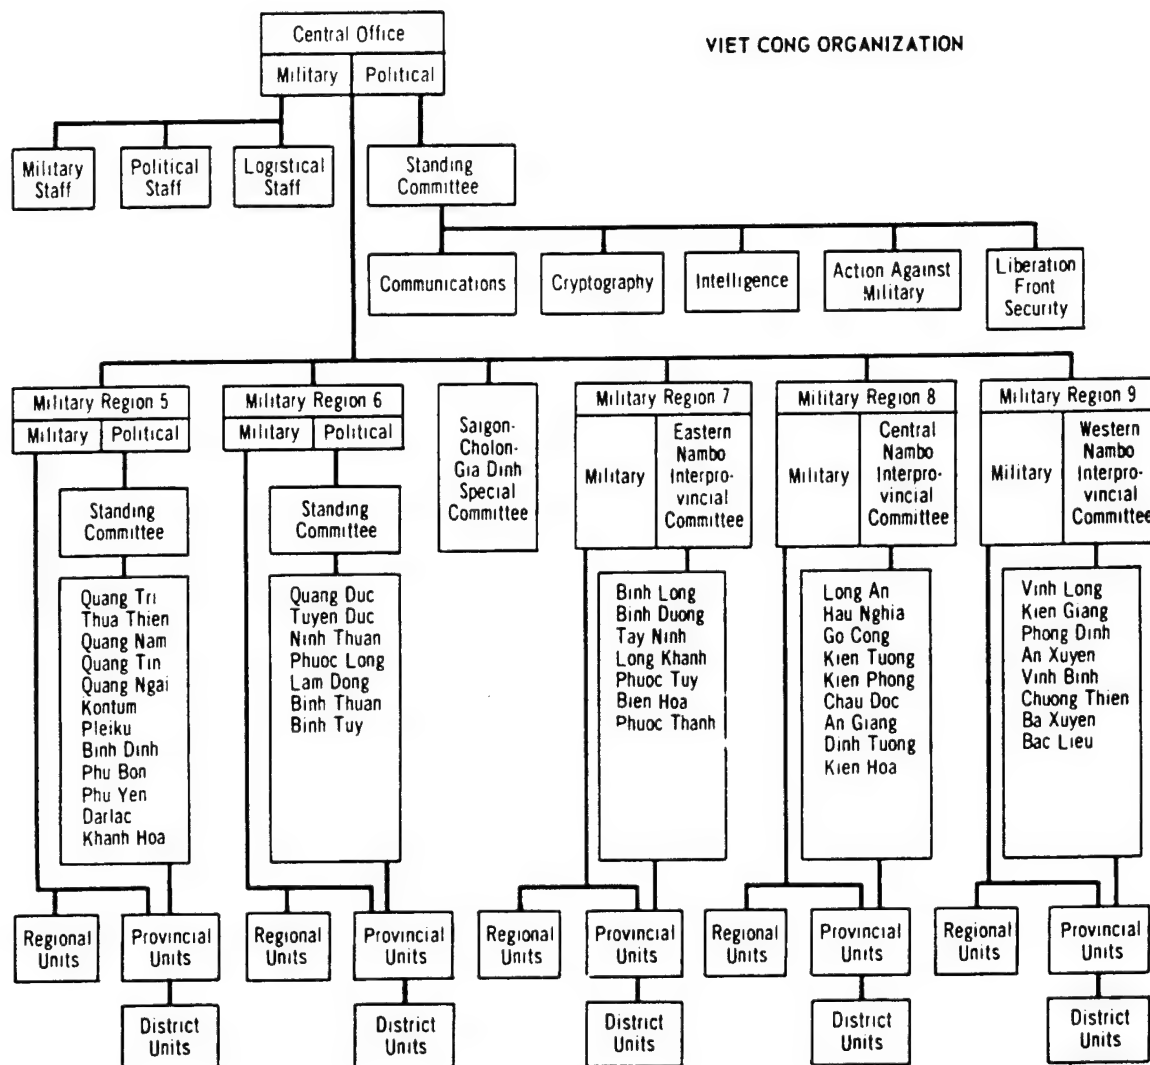 VIET CONG ORGANIZATION
Central Office
Military Political
Military
Staff
Political
Staff
Logistical
Staff
Standing
Committee
Communications
Cryptography
Intelligence
Action Against
Military
Liberation
Front
Security
Military Region 5
Military Political
Standing
Committee
Quang Tri
Thua Thien
Quang Nam
Quang Tin
Quang Ngai
Kontum
Pleiku
Binh Dinh
Phu Bon
Phu Yen
Darlac
Khanh Hoa
Regional
Units
Provincial
Units
District
Units
Military Region 6
Military Political
Standing
Committee
Quang Duc
Tuyen Duc
Ninh Thuan
Phuoc Long
Lam Dong
Binh Thuan
Binh Tuy
Regional
Units
Provincial
Units
District
Units
Saigon-
Cholon-
Gia Dinh
Special
Committee
Military Region 7
Military
Eastern
Nambo
Interpro-
vincial
Committee
Binh Long
Binh Duong
Tay Ninh
Long Khanh
Phuoc Tuy
Bien Hoa
Phuoc Thanh
Regional
Units
Provincial
Units
District
Units
Military Region 8
Military
Central
Nambo
Interpro-
vincial
Committee
Long An
Hau Nghia
Go Cong
Kien Tuong
Kien Phong
Chau Doc
An Giang
Dinh Tuong
Kien Hoa
Regional
Units
Provincial
Units
District
Units
Military Region 9
Military
Western
Nambo
Interpro-
vincial
Committee
Vinh Long
Kien Giang
Phong Dinh
An Xuyen
Vinh Binh
Chuong Thien
Ba Xuyen
Bac Lieu
Regional
Units
Provincial
Units
District
Units